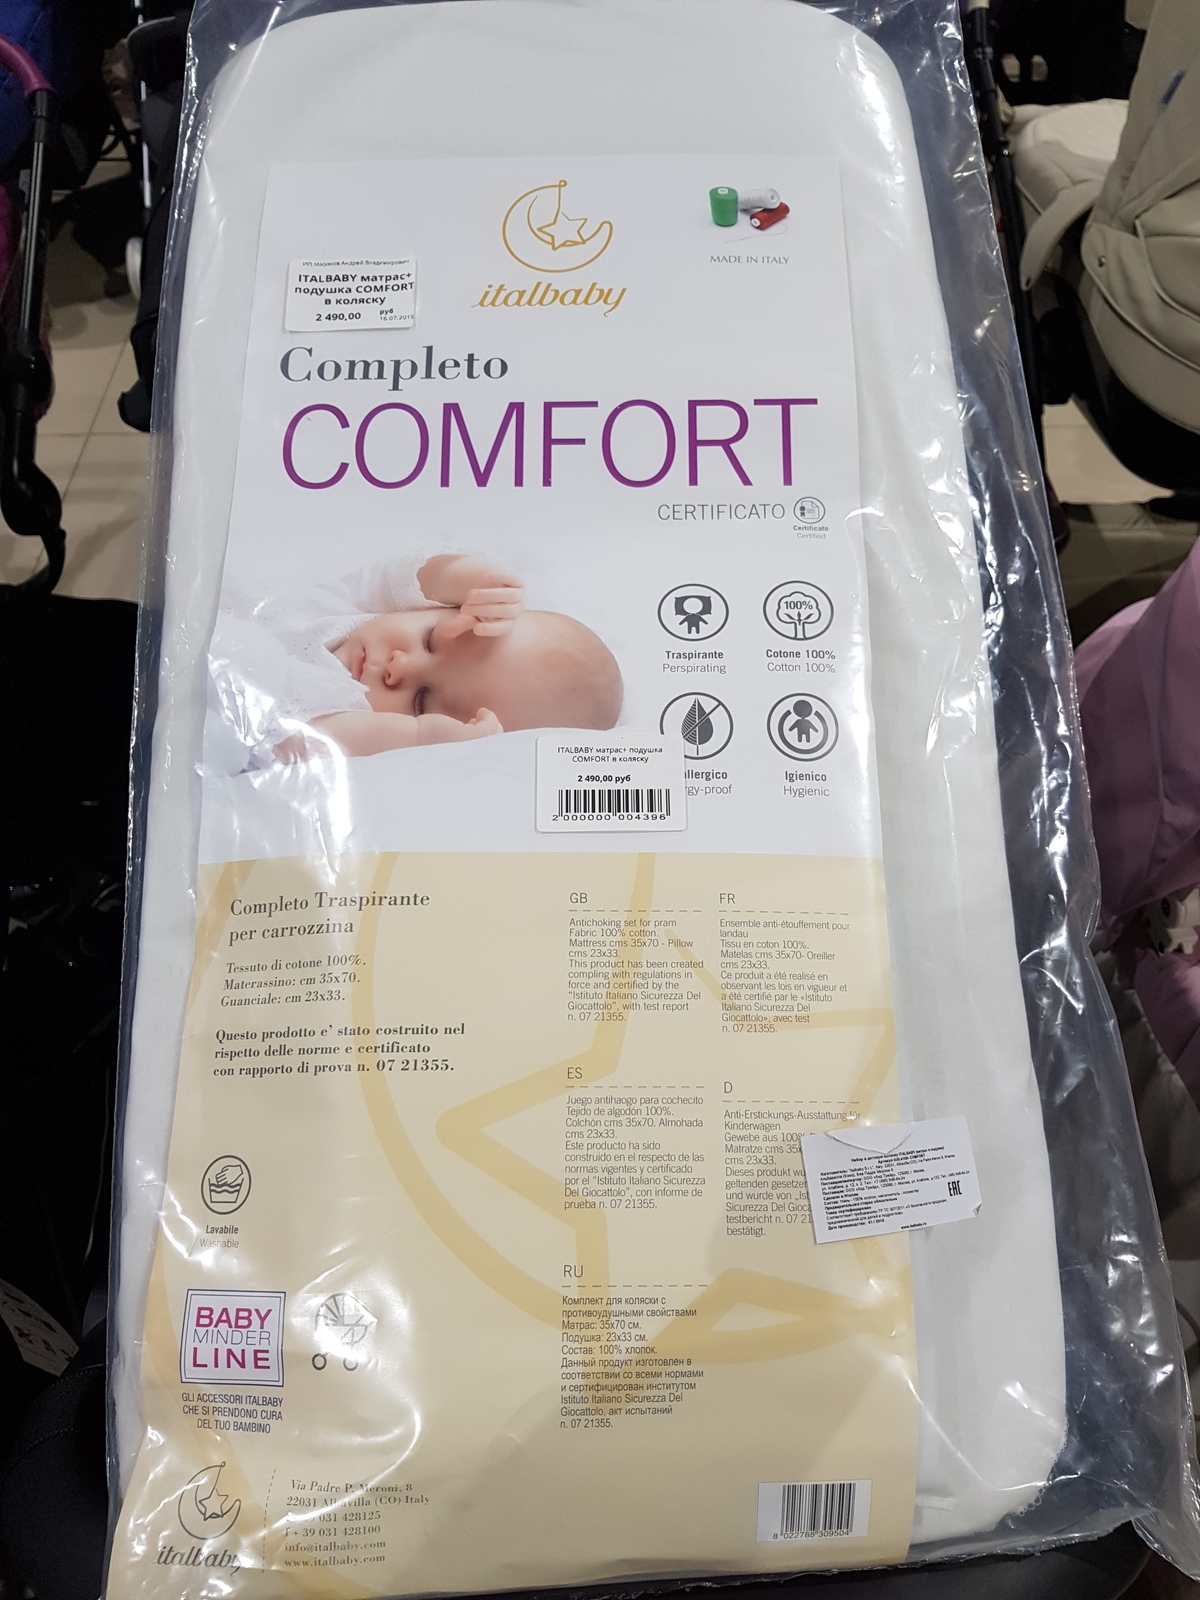 italbaby
MADE IN ITALY
ИП Мараков Андрей Владимирович
ITALBABY матрас+
подушка COMFORT
в коляску
2 490,00 руб
16.07.2019
Completo
COMFORT
CERTIFICATO
Certificato
Certified
Traspirante
Perspirating
100%
Cotone 100%
Cotton 100%
allergico
rgy-proof
Igienico
Hygienic
ITALBABY матрас+ подушка
COMFORT в коляску
2 490,00 руб
2 000000 004396
Completo Traspirante
per carrozzina
Tessuto di cotone 100%.
Materassino: cm 35x70.
Guanciale: cm 23x33.
Questo prodotto e' stato costruito nel
rispetto delle norme e certificato
con rapporto di prova n. 07 21355.
Lavabile
Washable
GB
Antichoking set for pram
Fabric 100% cotton.
Mattress cms 35x70 - Pillow
cms 23x33.
This product has been created
compling with regulations in
force and certified by the
"Istituto Italiano Sicurezza Del
Giocattolo", with test report
n. 07 21355.
FR
Ensemble anti-étouffement pour
landau
Tissu en coton 100%.
Matelas cms 35x70- Oreiller
cms 23x33.
Ce produit a été realisé en
observant les lois en vigueur et
a été certifié par le «Istituto
Italiano Sicurezza Del
Giocattolo», avec test
n. 07 21355.
ES
Juego antihaogo para cochecito
Tejido de algodón 100%.
Colchón cms 35x70. Almohada
cms 23x33.
Este producto ha sido
construido en el respecto de las
normas vigentes y certificado
por el "Istituto Italiano Sicurezza
Del Giocattolo", con informe de
prueba n. 07 21355.
D
Anti-Erstickungs-Ausstattung für
Kinderwagen
Gewebe aus 100%
Matratze cms 35x
cms 23x33.
Dieses produkt wu
geltenden gesetze
und wurde von „Ist
Sicurezza Del Gioca
testbericht n. 07 21
bestätigt.
EAC
www.italbaby.ru
RU
Комплект для коляски с
противоудушными свойствами
Матрас: 35x70 см.
Подушка: 23x33 см.
Состав: 100% хлопок.
Данный продукт изготовлен в
соответствии со всеми нормами
и сертифицирован институтом
Istituto Italiano Sicurezza Del
Giocattolo, акт испытаний
n. 07 21355.
BABY
MINDER
LINE
GLI ACCESSORI ITALBABY
CHE SI PRENDONO CURA
DEL TUO BAMBINO
italbaby
Via Padre P. Meroni, 8
22031 Albavilla (CO) Italy
031 428125
f + 39 031 428100
info@italbaby.com
www.italbaby.com
8 022788 309504